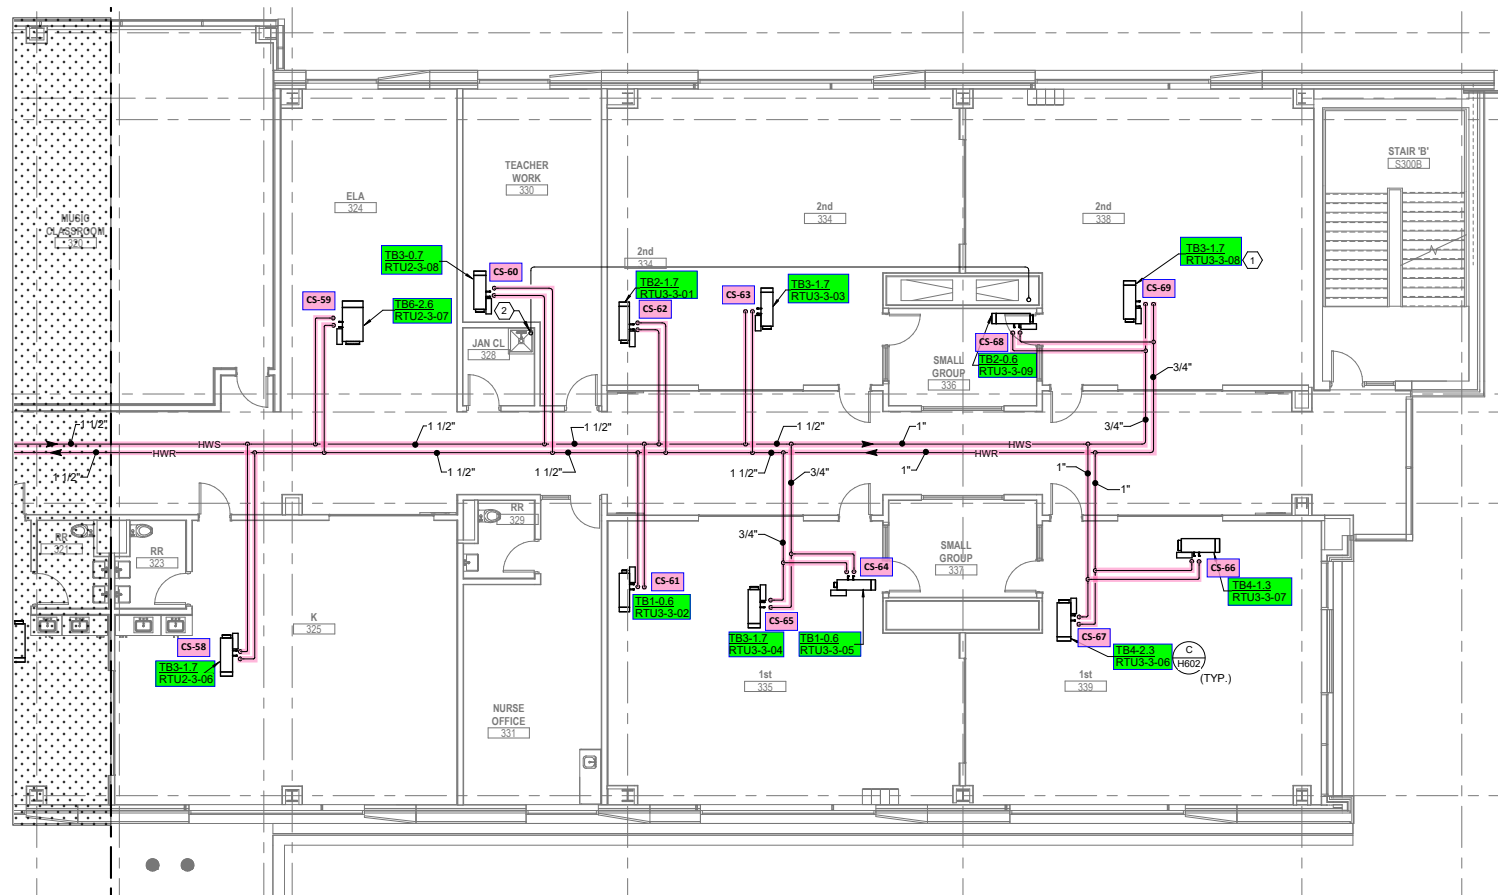 STAIR 'B'
S300B
TEACHER
WORK
330
ELA
324
2nd
334
2nd
338
MUSIC
CLASSROOM
320
2nd
334
TB3-0.7
RTU2-3-08
CS-60
TB3-1.7
RTU3-3-08
1
CS-59
TB6-2.6
RTU2-3-07
2
TB2-1.7
RTU3-3-01
CS-62
CS-63
TB3-1.7
RTU3-3-03
CS-69
JAN CL
328
CS-68
TB2-0.6
RTU3-3-09
SMALL
GROUP
336
3/4"
3/4"
1 1/2"
1 1/2"
1 1/2"
1 1/2"
1"
HWS
HWS
HWR
HWR
1 1/2"
1 1/2"
1 1/2"
1 1/2"
1"
3/4"
1"
1"
RR
329
3/4"
RR
321
RR
323
SMALL
GROUP
337
CS-64
CS-66
TB4-1.3
RTU3-3-07
CS-61
TB1-0.6
RTU3-3-02
K
325
CS-65
TB3-1.7
RTU3-3-04
TB1-0.6
RTU3-3-05
CS-67
TB4-2.3
RTU3-3-06
C
H602
(TYP.)
CS-58
TB3-1.7
RTU2-3-06
1st
335
1st
339
NURSE
OFFICE
331